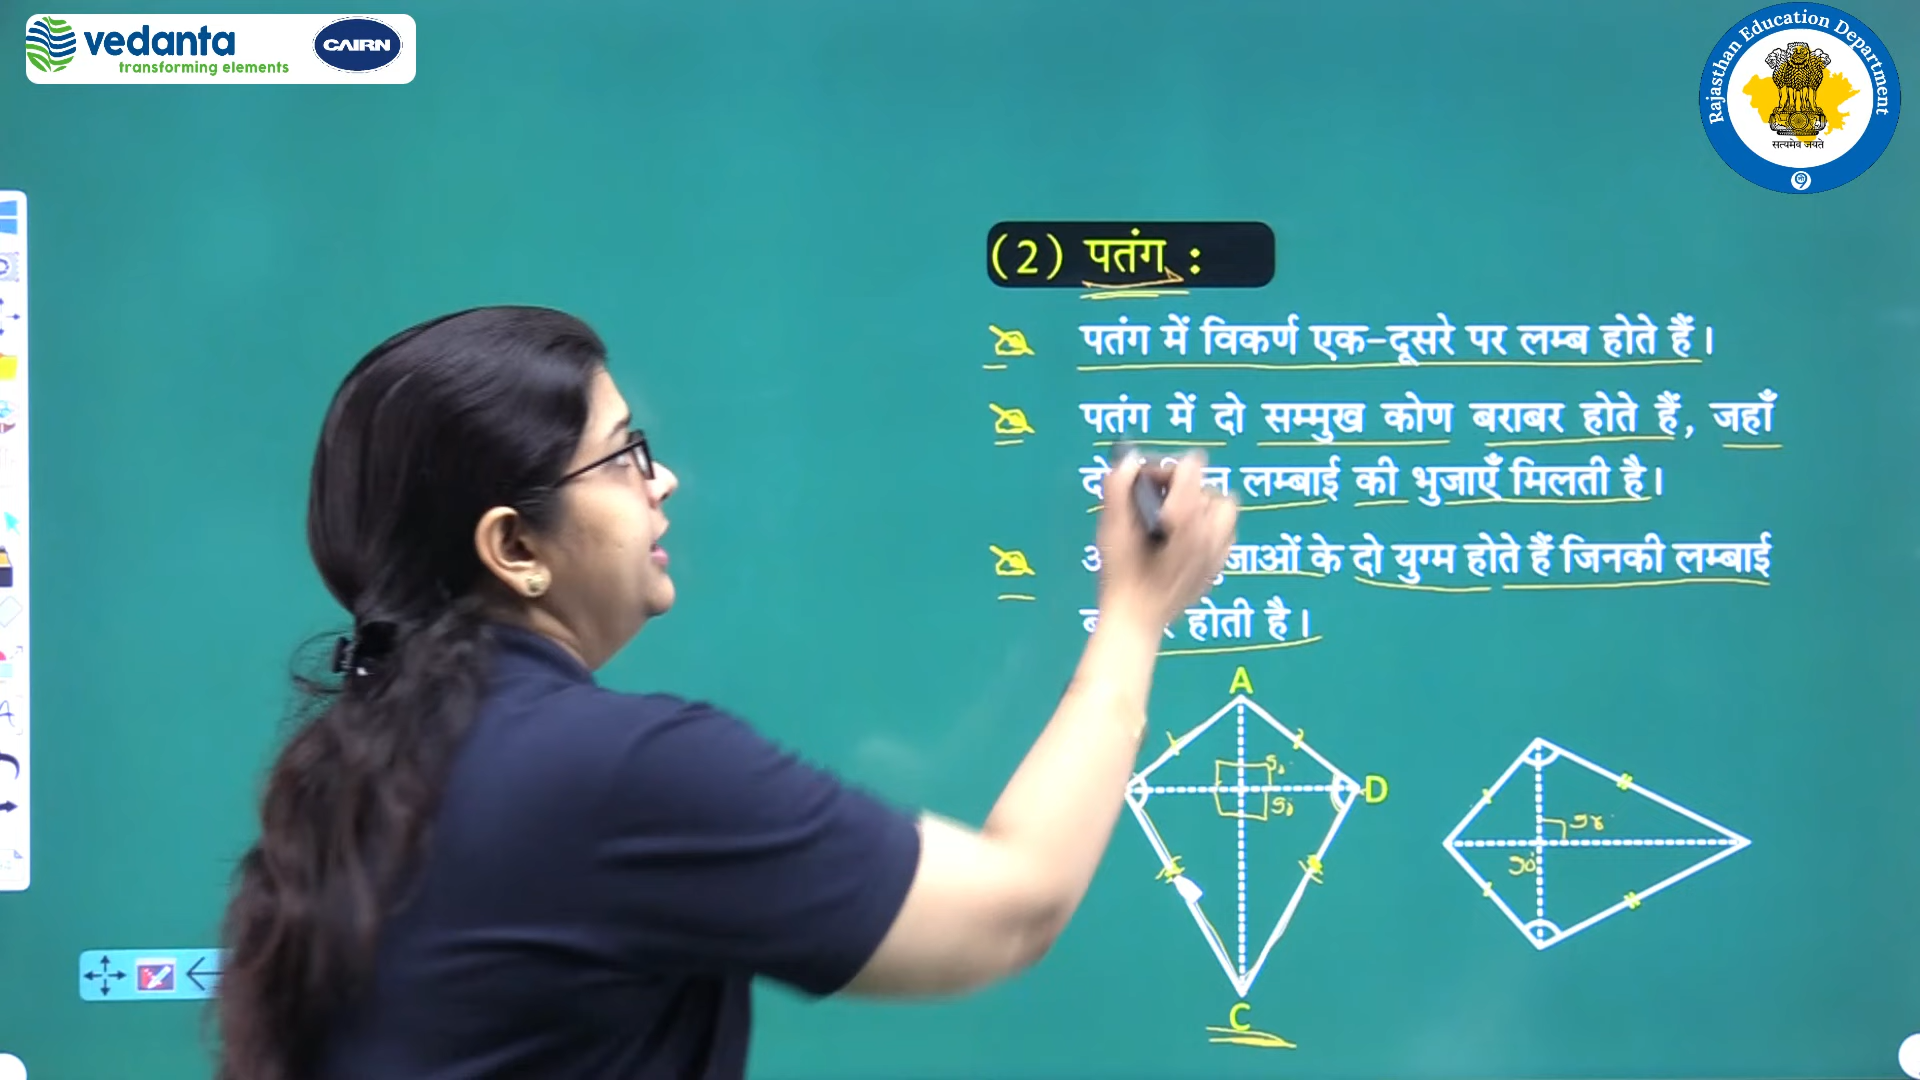 vedanta
transforming elements
CAIRN
Rajasthan Education Department
सत्यमेव जयते
(2) पतंग :
पतंग में विकर्ण एक-दूसरे पर लम्ब होते हैं।
पतंग में दो सम्मुख कोण बराबर होते हैं, जहाँ
लम्बाई की भुजाएँ मिलती है।
के दो युग्म होते हैं जिनकी लम्बाई
होती है।
A
D
C
90